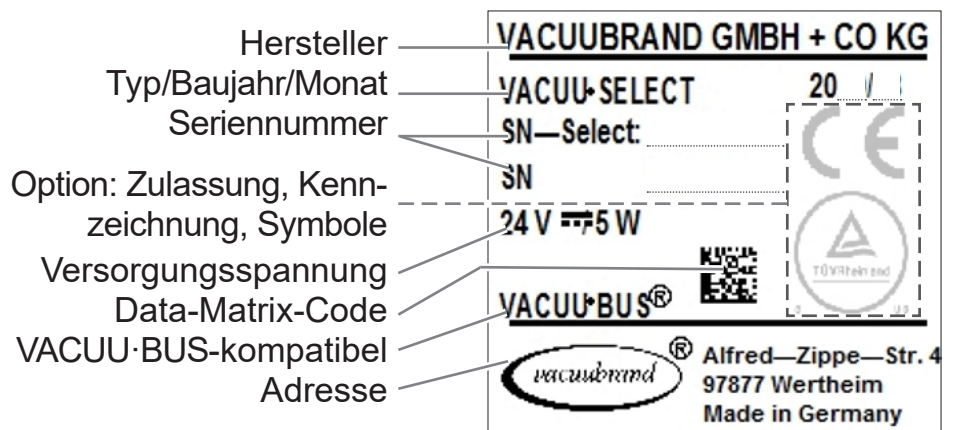 Hersteller
Typ/Baujahr/Monat
Seriennummer
Option: Zulassung, Kenn-
zeichnung, Symbole
Versorgungsspannung
Data-Matrix-Code
VACUU·BUS-kompatibel
Adresse
VACUUBRAND GMBH + CO KG
VACUU·SELECT 20 /
SN—Select:
SN
CE
24 V 5 W
TÜVRheinland
VACUU·BUS®
vacuubrand ®
Alfred—Zippe—Str. 4
97877 Wertheim
Made in Germany